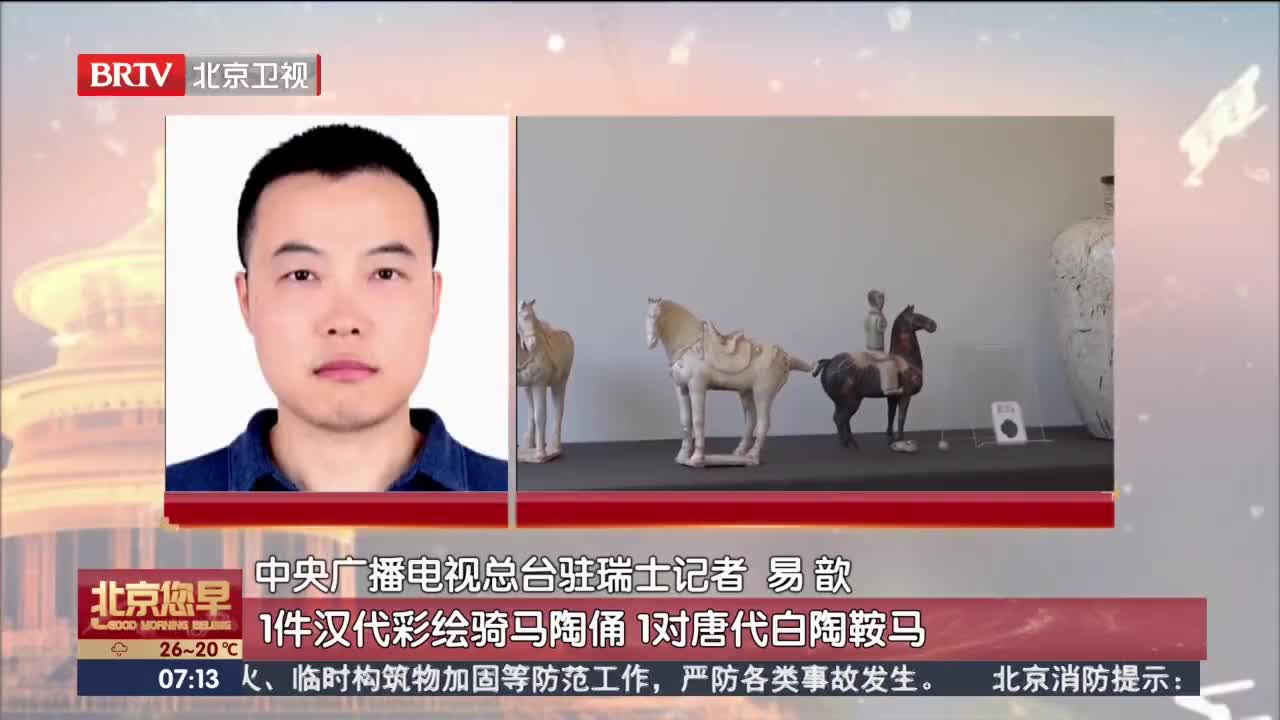 BRTV 北京卫视
中央广播电视总台驻瑞士记者 易歆
北京您早
GOOD MORNING BEIJING
1件汉代彩绘骑马陶俑 1对唐代白陶鞍马
26~20℃
07:13
火、临时构筑物加固等防范工作，严防各类事故发生。 北京消防提示：